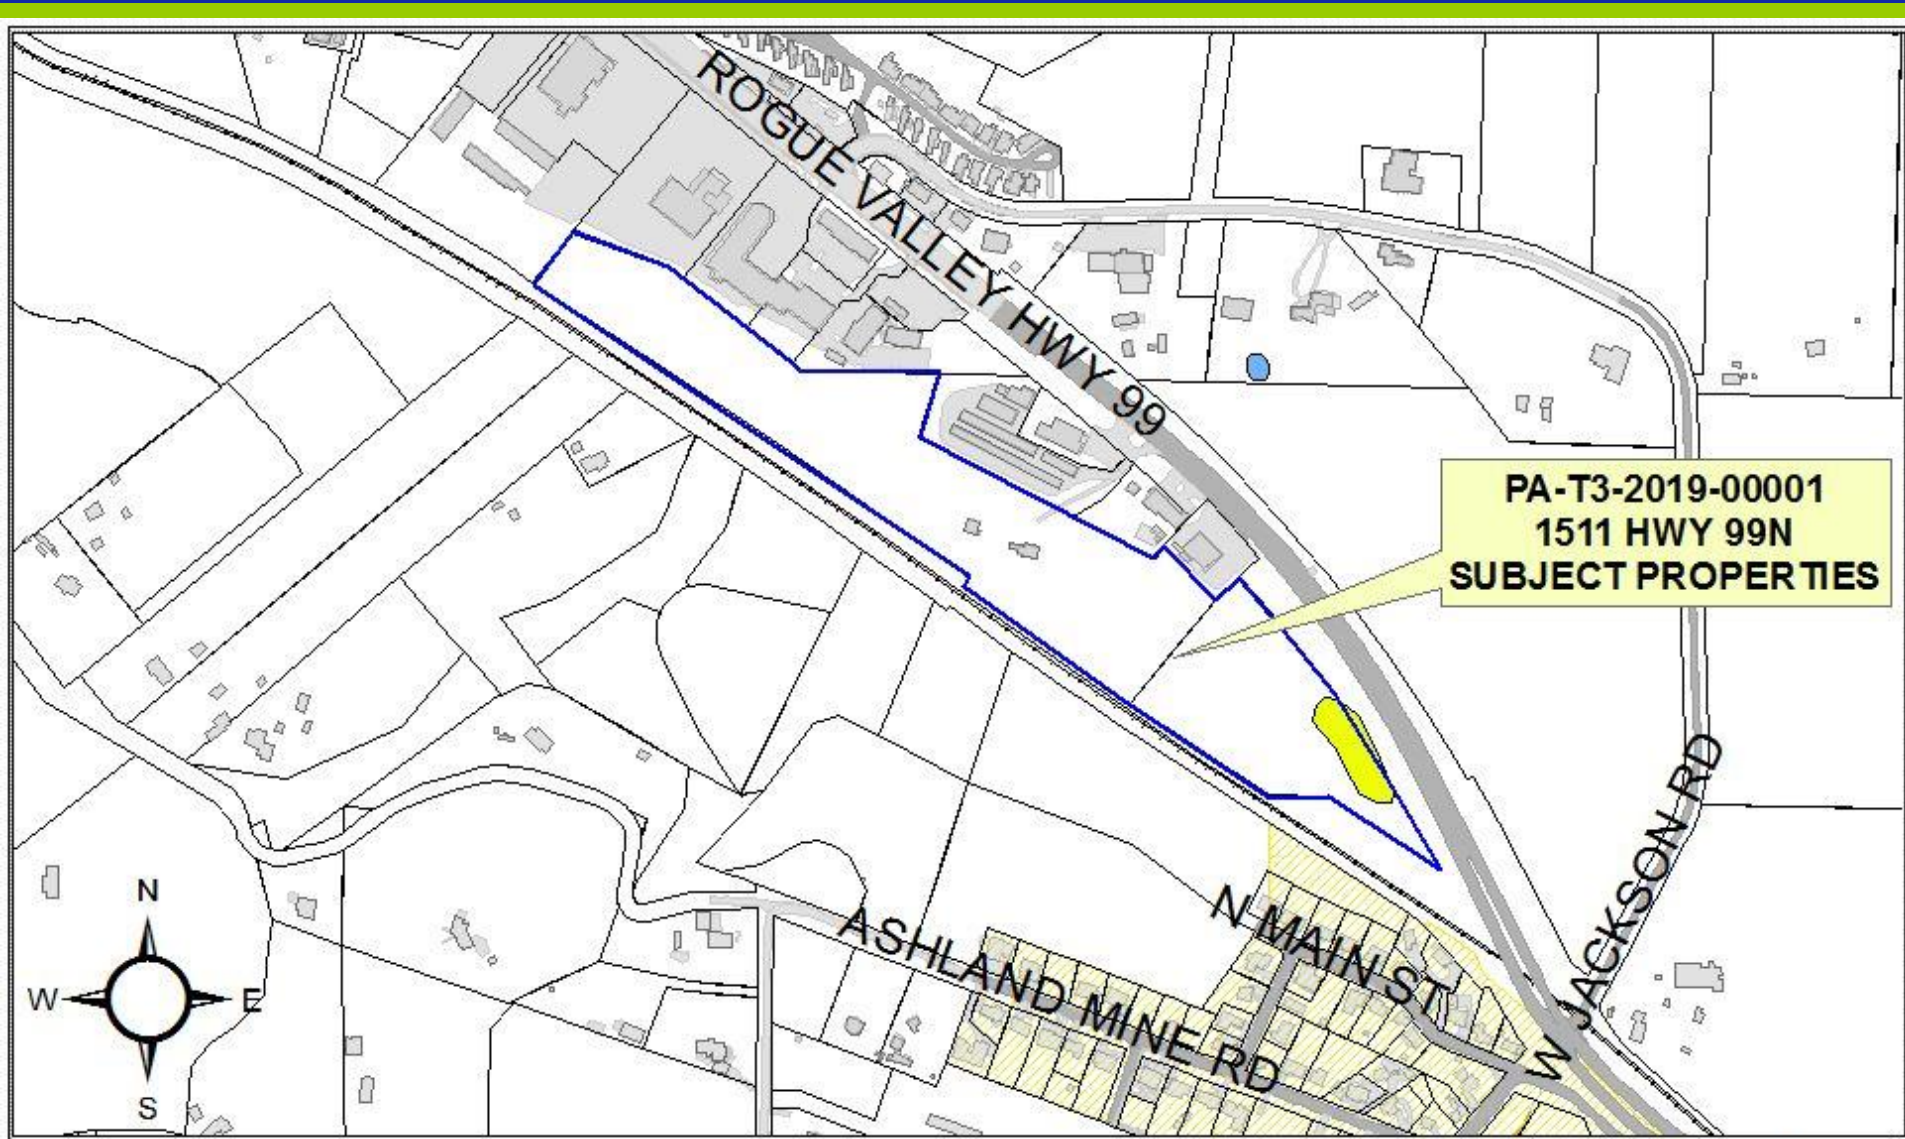 ROGUE VALLEY HWY 99
PA-T3-2019-00001
1511 HWY 99N
SUBJECT PROPERTIES
W JACKSON RD
N MAIN ST
ASHLAND MINE RD
N
W E
S